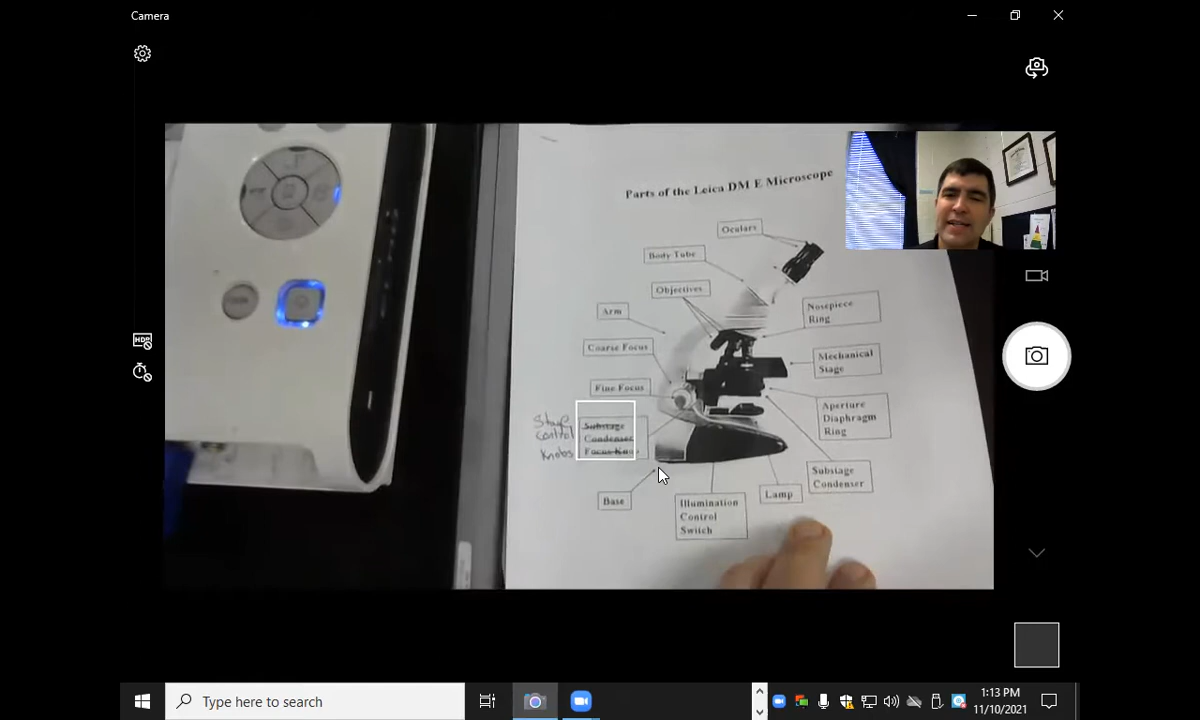 Camera
Parts of the Leica DM E Microscope
Oculars
Body Tube
Objectives
Arm
Nosepiece
Ring
Coarse Focus
Mechanical
Stage
Fine Focus
Aperture
Diaphragm
Ring
Stage
control
Knobs
Substage
Condenser
Focus
Substage
Condenser
Base
Illumination
Control
Switch
Lamp
Type here to search
1:13 PM
11/10/2021